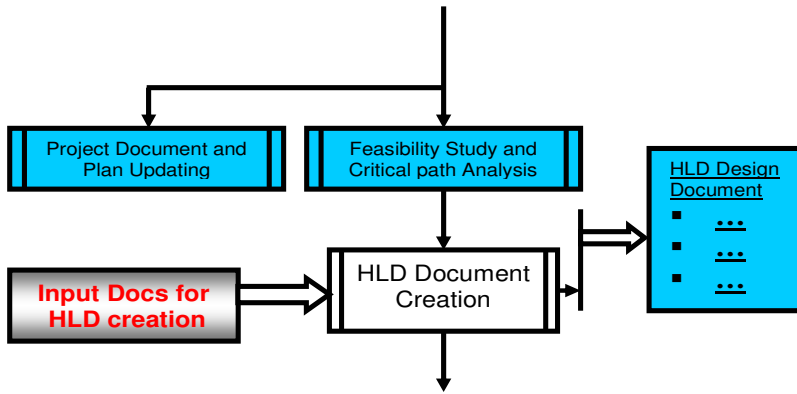 Project Document and
Plan Updating
Feasibility Study and
Critical path Analysis
HLD Design
Document
▪ ...
▪ ...
▪ ...
Input Docs for
HLD creation
HLD Document
Creation